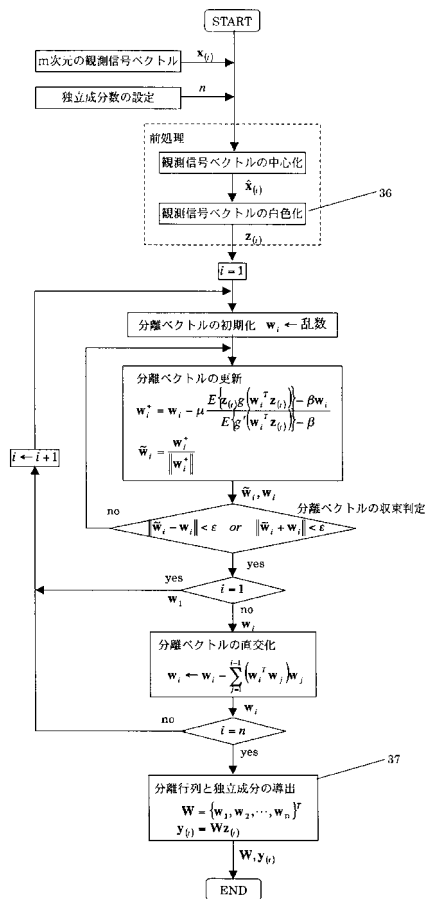 START
m次元の観測信号ベクトル
x(t)
独立成分数の設定
n
前処理
観測信号ベクトルの中心化
x̂(t)
観測信号ベクトルの白色化
36
z(t)
i=1
分離ベクトルの初期化 wi ← 乱数
分離ベクトルの更新
wi+ = wi − μ (E{z(t)g(wiT z(t))}− βwi) / (E{g'(wiT z(t))}− β)
w̃i = wi+ / ‖wi+‖
i ← i+1
w̃i, wi
no
分離ベクトルの収束判定
‖w̃i − wi‖ < ε or ‖w̃i + wi‖ < ε
yes
yes
i=1
w1
no
wi
分離ベクトルの直交化
wi ← wi − Σj=1i−1 (wiT wj)wj
wi
no
i=n
yes
37
分離行列と独立成分の導出
W = {w1, w2, ⋯, wn}T
y(t) = Wz(t)
W, y(t)
END